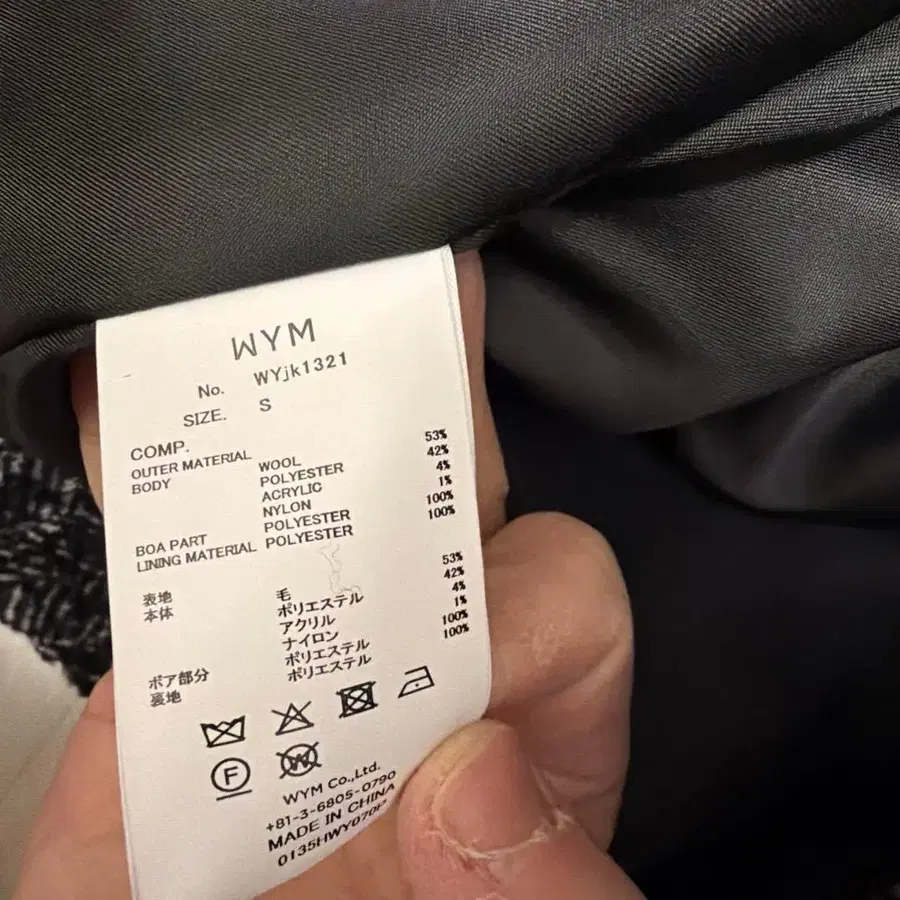 WYM
No. WYjk1321
SIZE. S
COMP.
OUTER MATERIAL
BODY WOOL 53%
POLYESTER 42%
ACRYLIC 4%
NYLON 1%
BOA PART POLYESTER 100%
LINING MATERIAL POLYESTER 100%
表地
本体 毛 53%
ポリエステル 42%
アクリル 4%
ナイロン 1%
ボア部分 ポリエステル 100%
裏地 ポリエステル 100%
F W
WYM Co.,Ltd.
+81-3-6805-0790
MADE IN CHINA
0135HWY070P